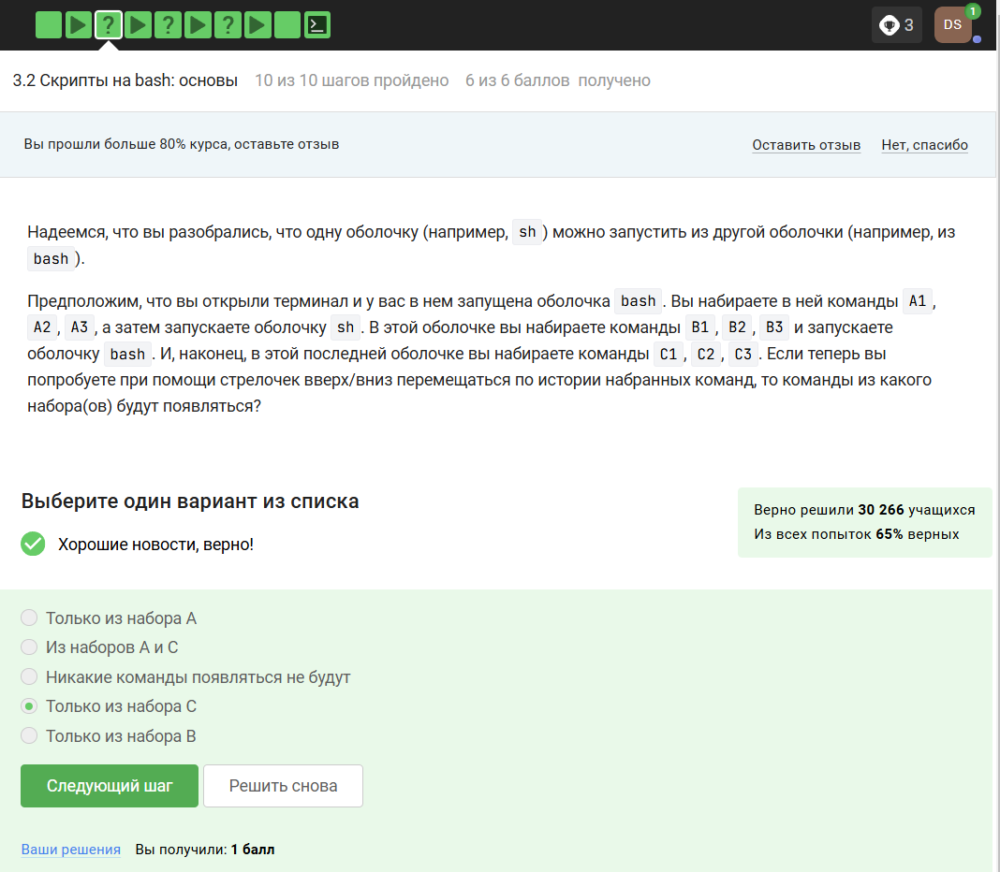 ? ? ?
3
DS
1
3.2 Скрипты на bash: основы 10 из 10 шагов пройдено 6 из 6 баллов получено
Вы прошли больше 80% курса, оставьте отзыв Оставить отзыв Нет, спасибо
Надеемся, что вы разобрались, что одну оболочку (например, sh ) можно запустить из другой оболочки (например, из
bash ).
Предположим, что вы открыли терминал и у вас в нем запущена оболочка bash . Вы набираете в ней команды A1 ,
A2 , A3 , а затем запускаете оболочку sh . В этой оболочке вы набираете команды B1 , B2 , B3 и запускаете
оболочку bash . И, наконец, в этой последней оболочке вы набираете команды C1 , C2 , C3 . Если теперь вы
попробуете при помощи стрелочек вверх/вниз перемещаться по истории набранных команд, то команды из какого
набора(ов) будут появляться?
Выберите один вариант из списка
Хорошие новости, верно!
Верно решили 30 266 учащихся
Из всех попыток 65% верных
Только из набора A
Из наборов A и C
Никакие команды появляться не будут
Только из набора C
Только из набора B
Следующий шаг Решить снова
Ваши решения Вы получили: 1 балл